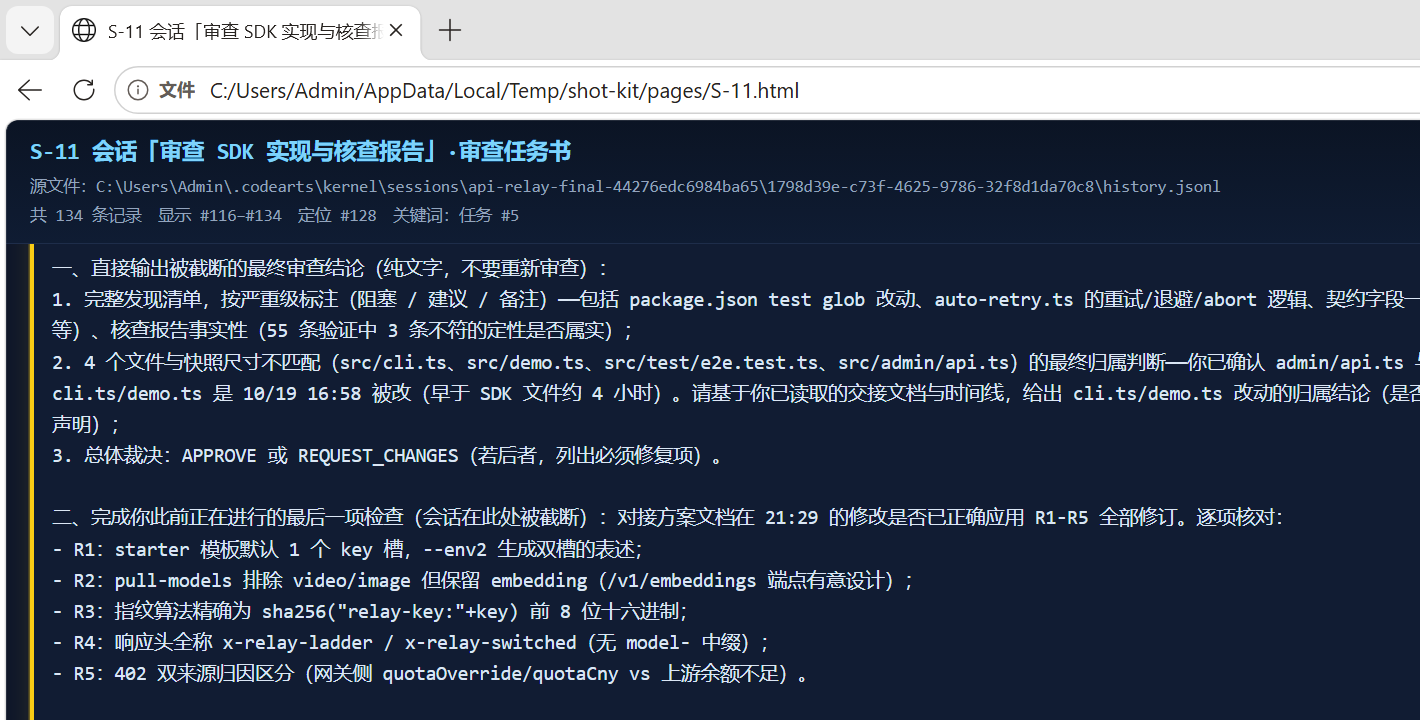 S-11 会话「审查 SDK 实现与核查报
文件 C:/Users/Admin/AppData/Local/Temp/shot-kit/pages/S-11.html
S-11 会话「审查 SDK 实现与核查报告」·审查任务书
源文件: C:\Users\Admin\.codearts\kernel\sessions\api-relay-final-44276edc6984ba65\1798d39e-c73f-4625-9786-32f8d1da70c8\history.jsonl
共 134 条记录 显示 #116–#134 定位 #128 关键词: 任务 #5
一、直接输出被截断的最终审查结论（纯文字，不要重新审查）:
1. 完整发现清单，按严重级标注（阻塞 / 建议 / 备注）—包括 package.json test glob 改动、auto-retry.ts 的重试/退避/abort 逻辑、契约字段一
等）、核查报告事实性（55 条验证中 3 条不符的定性是否属实）;
2. 4 个文件与快照尺寸不匹配（src/cli.ts、src/demo.ts、src/test/e2e.test.ts、src/admin/api.ts）的最终归属判断——你已确认 admin/api.ts
cli.ts/demo.ts 是 10/19 16:58 被改（早于 SDK 文件约 4 小时）。请基于你已读取的交接文档与时间线，给出 cli.ts/demo.ts 改动的归属结论（是否
声明）;
3. 总体裁决: APPROVE 或 REQUEST_CHANGES（若后者，列出必须修复项）。
二、完成你此前正在进行的最后一项检查（会话在此处被截断）: 对接方案文档在 21:29 的修改是否已正确应用 R1-R5 全部修订。逐项核对:
- R1: starter 模板默认 1 个 key 槽，--env2 生成双槽的表述;
- R2: pull-models 排除 video/image 但保留 embedding（/v1/embeddings 端点有意设计）;
- R3: 指纹算法精确为 sha256("relay-key:"+key) 前 8 位十六进制;
- R4: 响应头全称 x-relay-ladder / x-relay-switched（无 model- 中缀）;
- R5: 402 双来源归因区分（网关侧 quotaOverride/quotaCny vs 上游余额不足）。